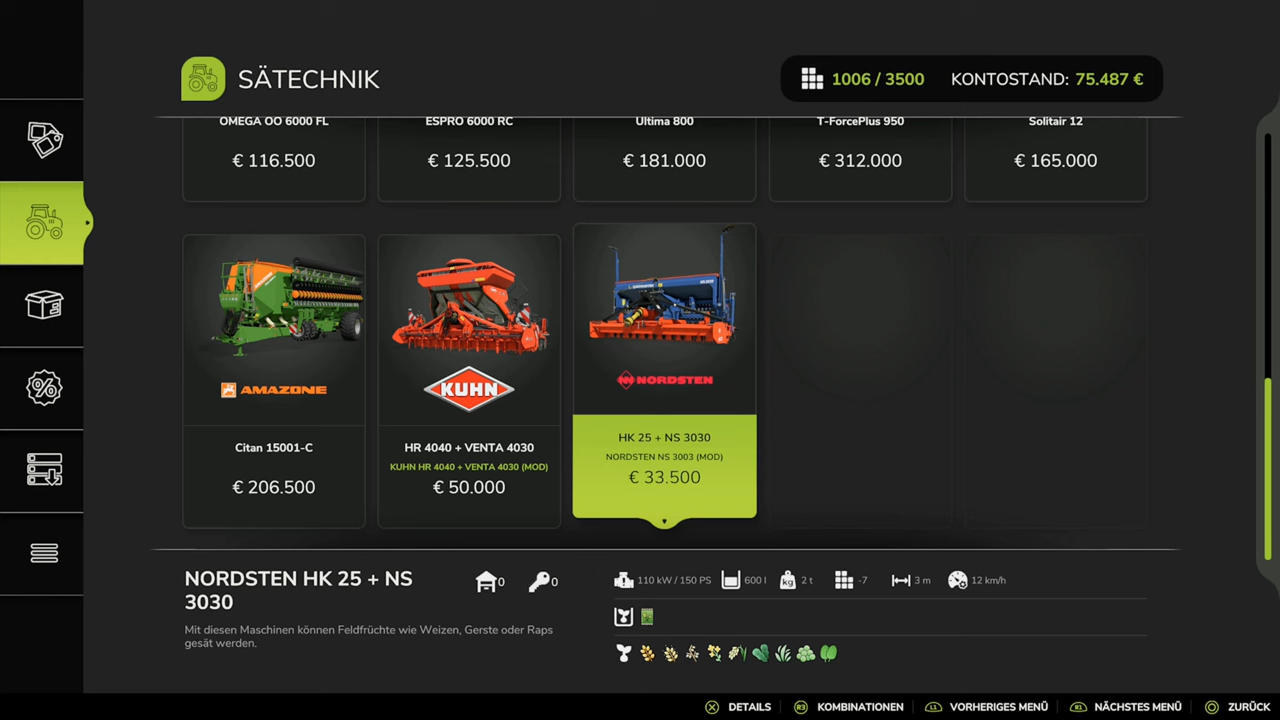 SÄTECHNIK
1006 / 3500
KONTOSTAND: 75.487 €
OMEGA OO 6000 FL
€ 116.500
ESPRO 6000 RC
€ 125.500
Ultima 800
€ 181.000
T-ForcePlus 950
€ 312.000
Solitair 12
€ 165.000
AMAZONE
Citan 15001-C
€ 206.500
KUHN
HR 4040 + VENTA 4030
KUHN HR 4040 + VENTA 4030 (MOD)
€ 50.000
NORDSTEN
HK 25 + NS 3030
NORDSTEN NS 3003 (MOD)
€ 33.500
NORDSTEN HK 25 + NS
3030
0
0
Mit diesen Maschinen können Feldfrüchte wie Weizen, Gerste oder Raps
gesät werden.
110 kW / 150 PS
600 l
kg
2 t
-7
3 m
12 km/h
DETAILS
R3 KOMBINATIONEN
L1 VORHERIGES MENÜ
R1 NÄCHSTES MENÜ
ZURÜCK